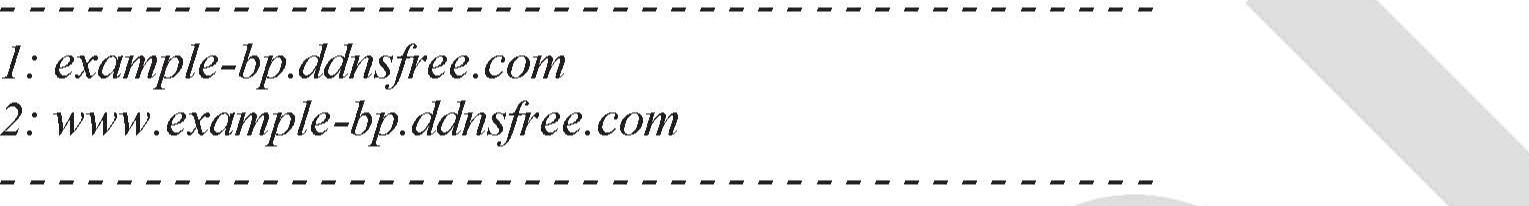 - - - - - - - - - - - - - - - - - - - - - - - - - - - - - - - - - - - - - - - -
1: example-bp.ddnsfree.com
2: www.example-bp.ddnsfree.com
- - - - - - - - - - - - - - - - - - - - - - - - - - - - - - - - - - - - - - - -